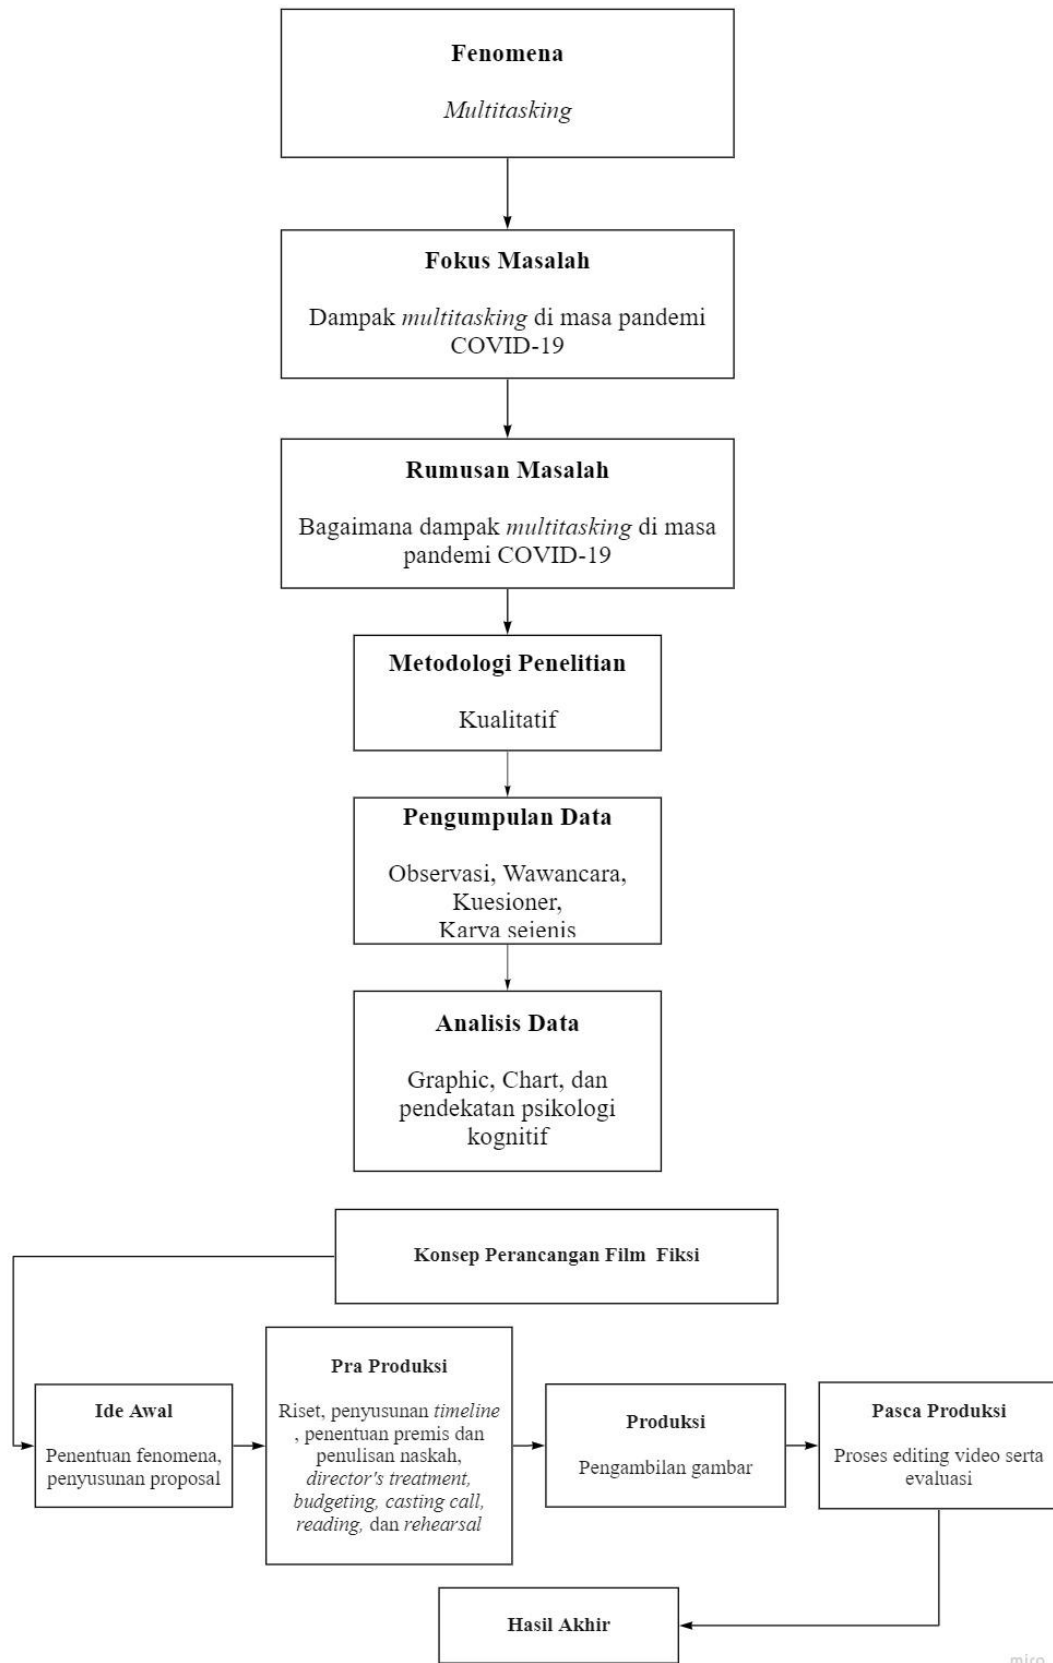 Fenomena
Multitasking
Fokus Masalah
Dampak multitasking di masa pandemi
COVID-19
Rumusan Masalah
Bagaimana dampak multitasking di masa
pandemi COVID-19
Metodologi Penelitian
Kualitatif
Pengumpulan Data
Observasi, Wawancara,
Kuesioner,
Karya sejenis
Analisis Data
Graphic, Chart, dan
pendekatan psikologi
kognitif
Konsep Perancangan Film Fiksi
Ide Awal
Penentuan fenomena,
penyusunan proposal
Pra Produksi
Riset, penyusunan timeline
, penentuan premis dan
penulisan naskah,
director's treatment,
budgeting, casting call,
reading, dan rehearsal
Produksi
Pengambilan gambar
Pasca Produksi
Proses editing video serta
evaluasi
Hasil Akhir
miro